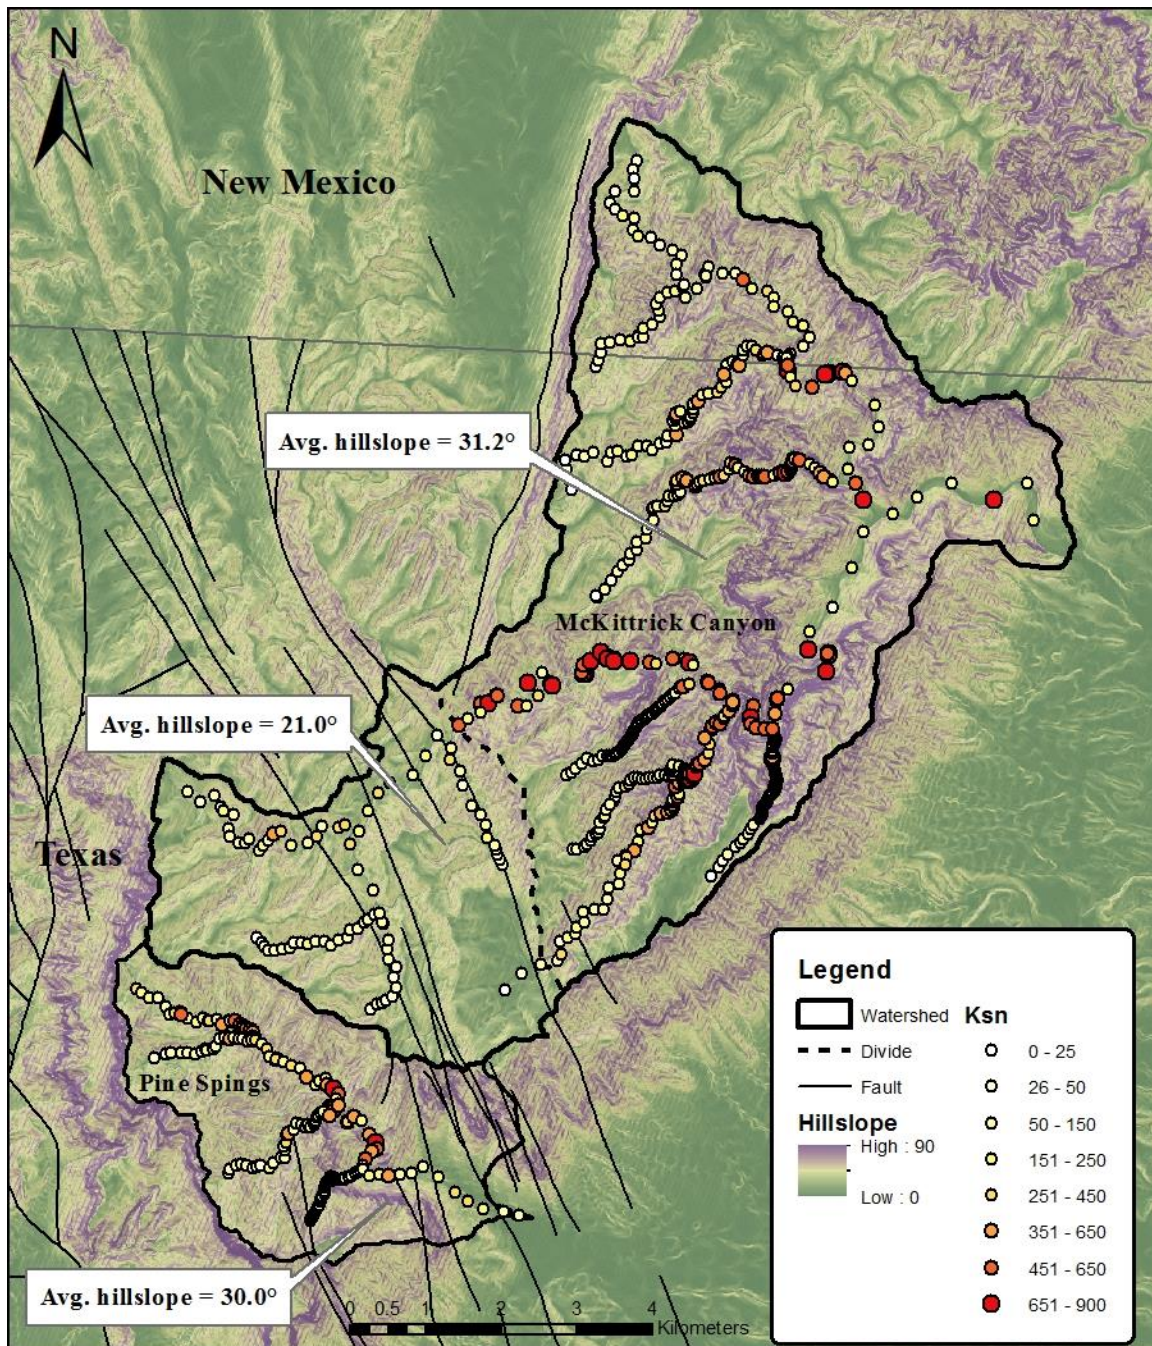 N
New Mexico
Avg. hillslope = 31.2°
McKittrick Canyon
Avg. hillslope = 21.0°
Texas
Pine Spings
Avg. hillslope = 30.0°
0 0.5 1 2 3 4
Kilometers
Legend
Watershed
Divide
Fault
Hillslope
High : 90
Low : 0
Ksn
0 - 25
26 - 50
50 - 150
151 - 250
251 - 450
351 - 650
451 - 650
651 - 900